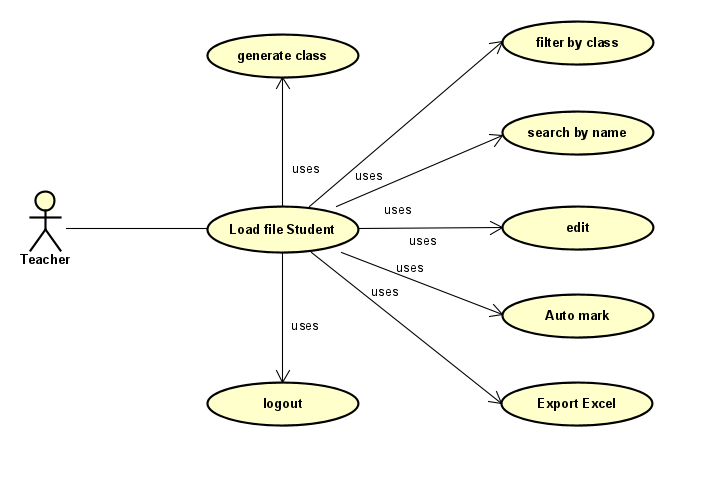 filter by class
generate class
search by name
uses
uses
uses
Load file Student
edit
uses
Teacher
uses
uses
Auto mark
uses
logout
Export Excel